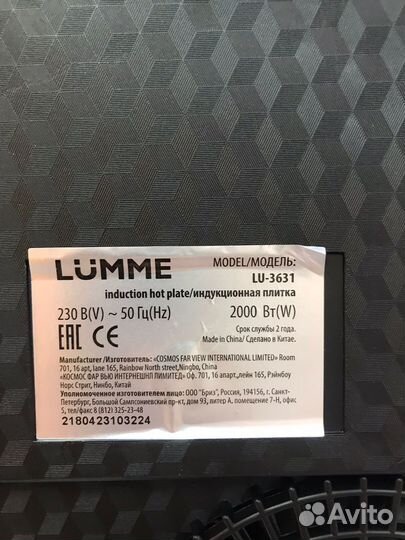 LUMME
MODEL/МОДЕЛЬ:
LU-3631
induction hot plate/индукционная плитка
230 В(V) ~ 50 Гц(Hz) 2000 Вт(W)
EAC CE
Срок службы 2 года.
Made in China/ Сделано в Китае.
Manufacturer /Изготовитель: «COSMOS FAR VIEW INTERNATIONAL LIMITED» Room
701, 16 apt, lane 165, Rainbow North street,Ningbo, China
«КОСМОС ФАР ВЬЮ ИНТЕРНЕШНЛ ЛИМИТЕД» Оф. 701, 16 апарт.,лейн 165, Рэйнбоу
Норс Стрит, Нинбо, Китай
Уполномоченное изготовителем лицо: ООО "Бриз", Россия, 194156, г. Санкт-
Петербург, Большой Сампсониевский пр-кт, дом 93, литер А, помещение 7-Н, офис
5, тел/факс 8 (812) 325-23-48
2180423103224
Avito